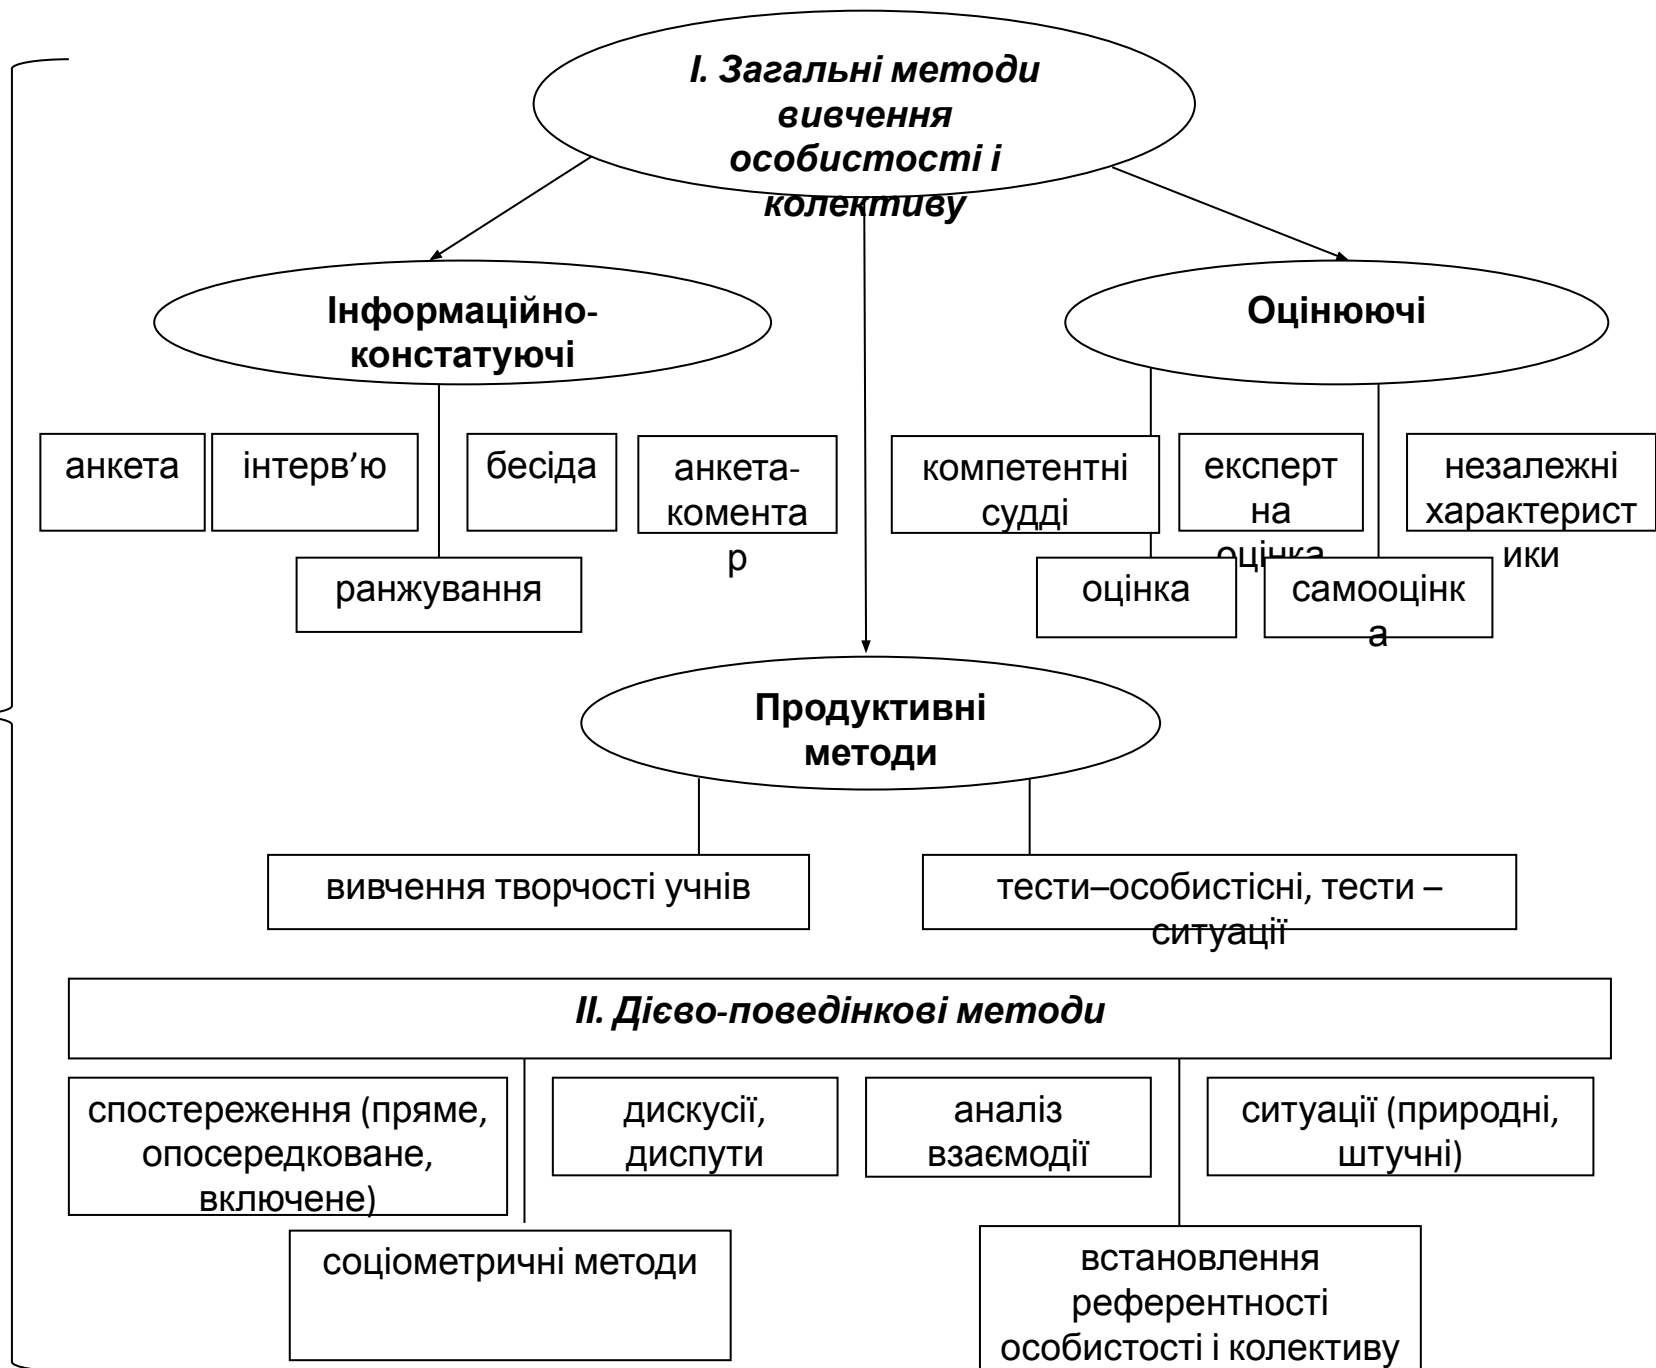 І. Загальні методи
вивчення
особистості і
колективу
Інформаційно-
констатуючі
Оцінюючі
анкета
інтерв’ю
бесіда
анкета-
комента
р
компетентні
судді
експерт
на
оцінка
незалежні
характерист
ики
ранжування
оцінка
самооцінк
а
Продуктивні
методи
вивчення творчості учнів
тести–особистісні, тести –
ситуації
ІІ. Дієво-поведінкові методи
спостереження (пряме,
опосередковане,
включене)
дискусії,
диспути
аналіз
взаємодії
ситуації (природні,
штучні)
соціометричні методи
встановлення
референтності
особистості і колективу